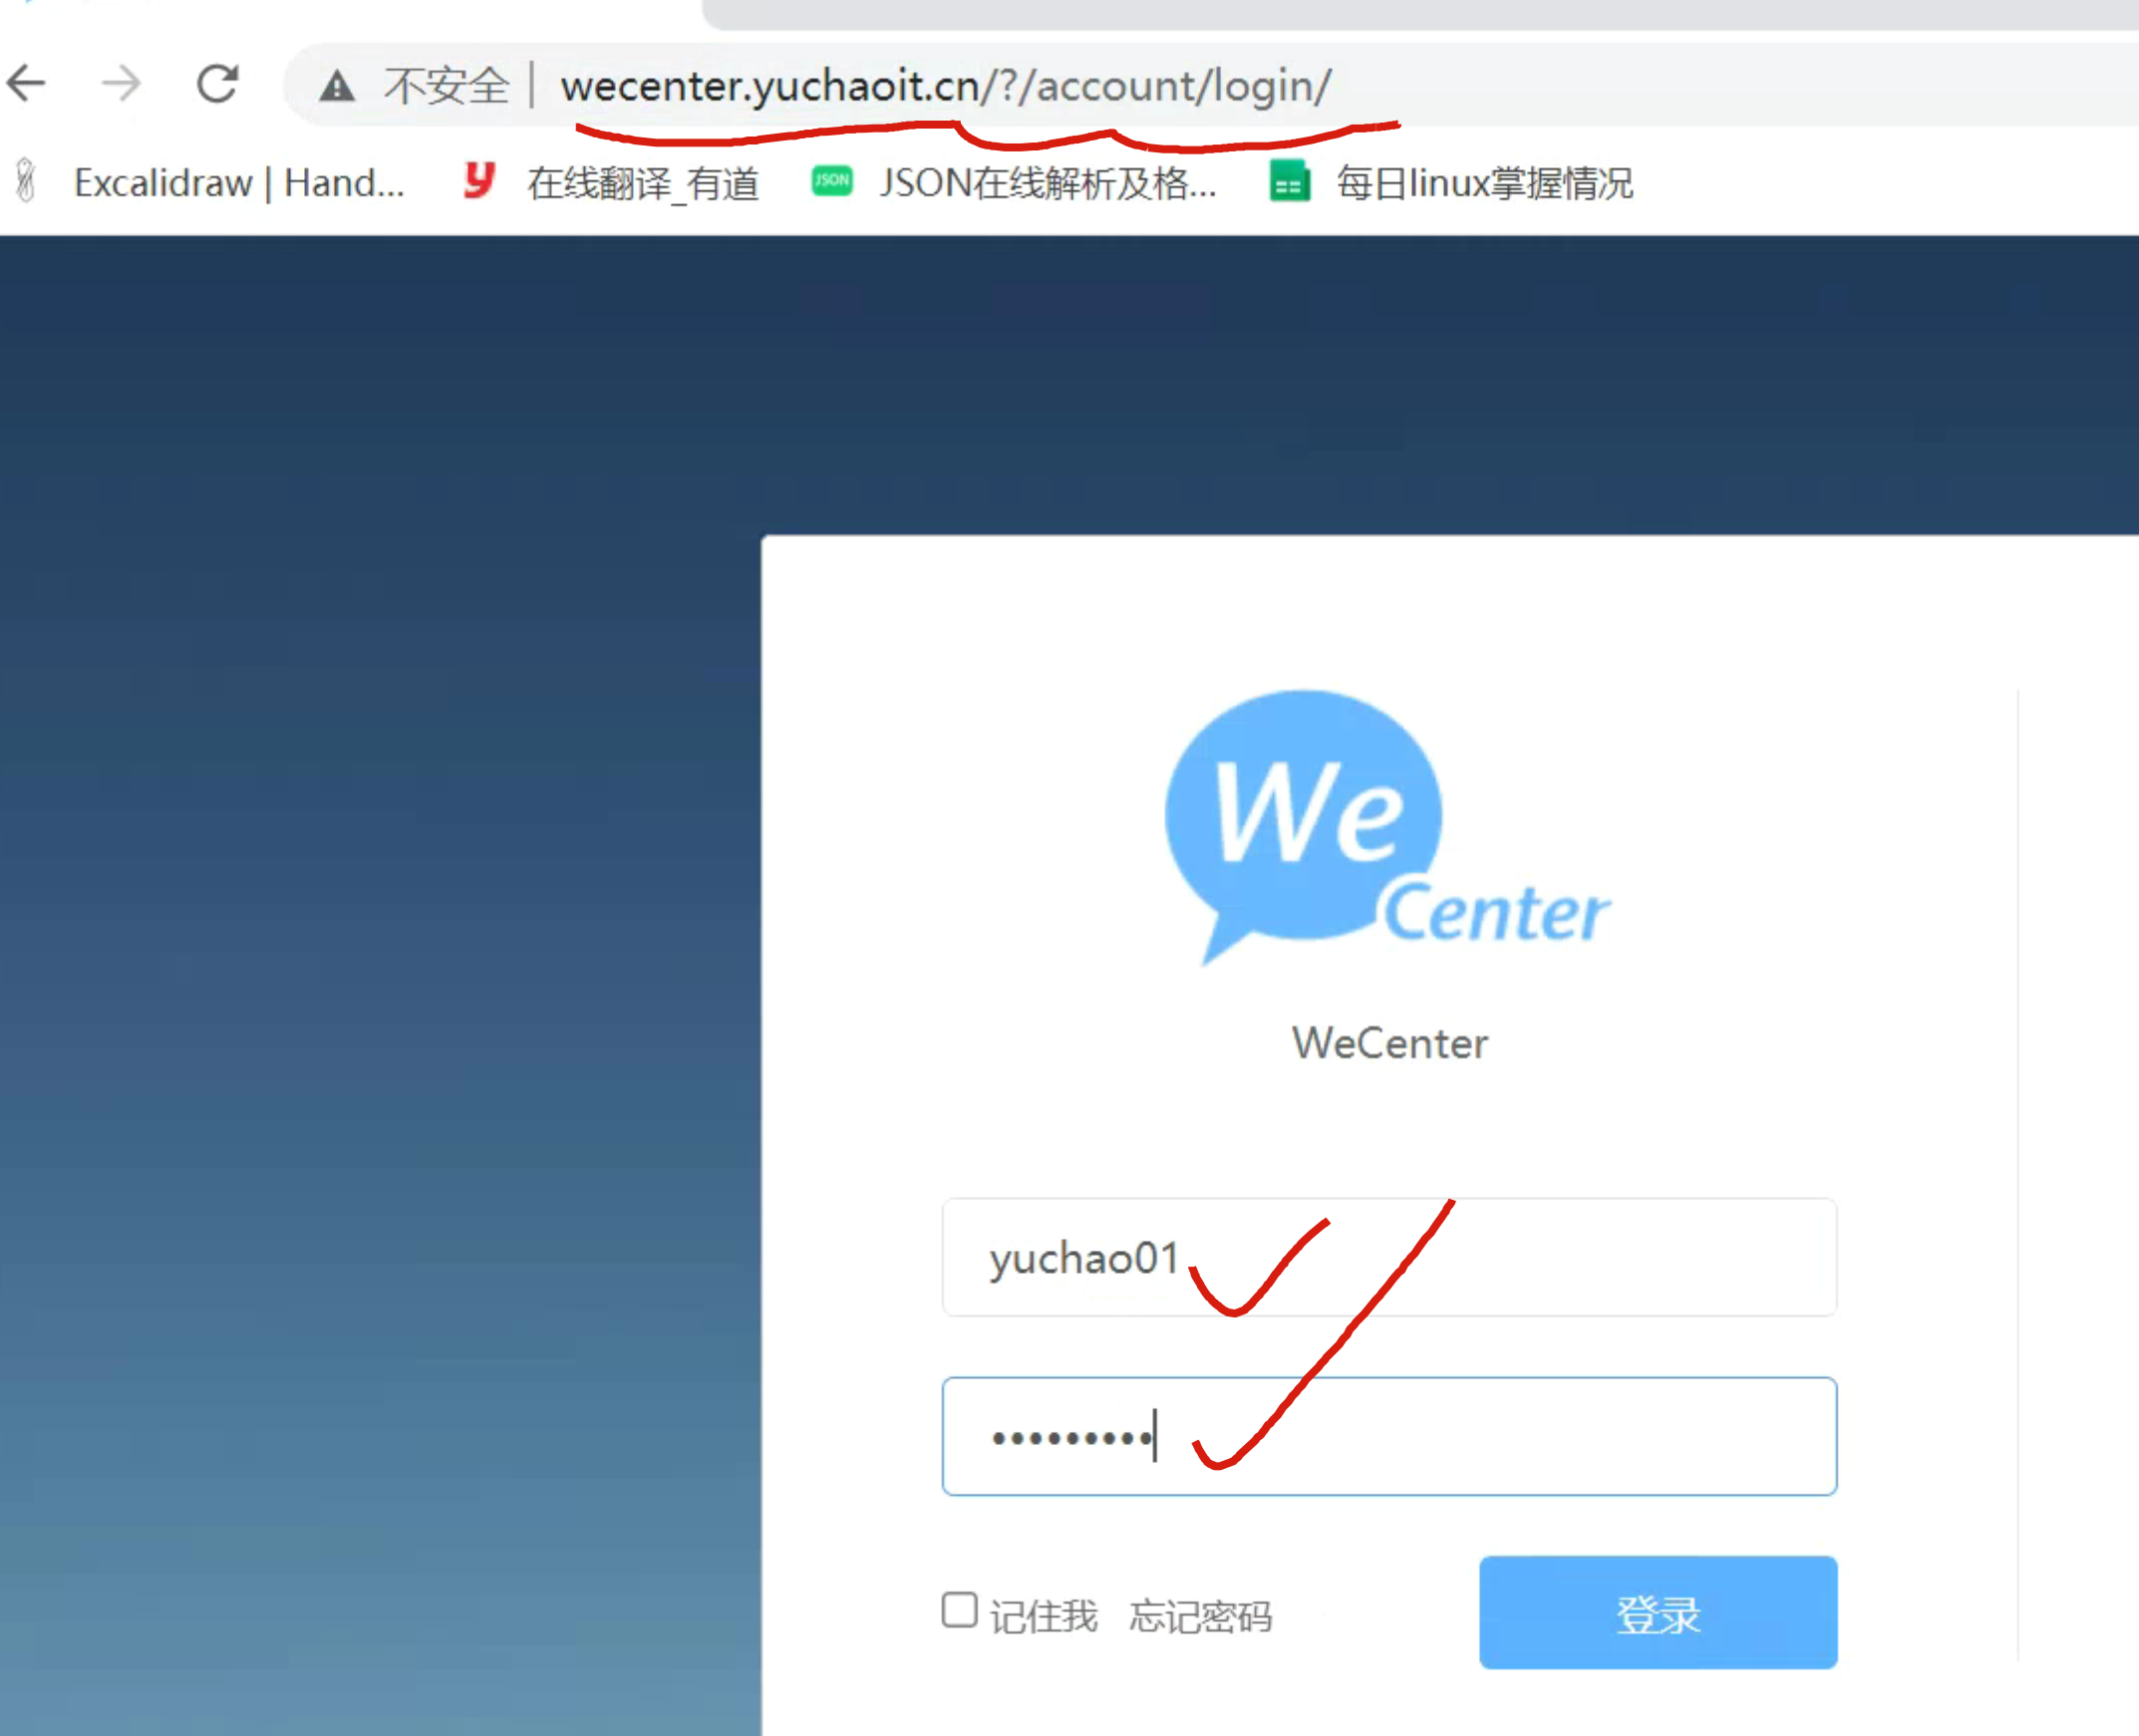 不安全 | wecenter.yuchaoit.cn/?/account/login/
Excalidraw | Hand... y 在线翻译_有道 JSON JSON在线解析及格... 每日linux掌握情况
We
Center
WeCenter
yuchao01
•••••••••
记住我 忘记密码 登录